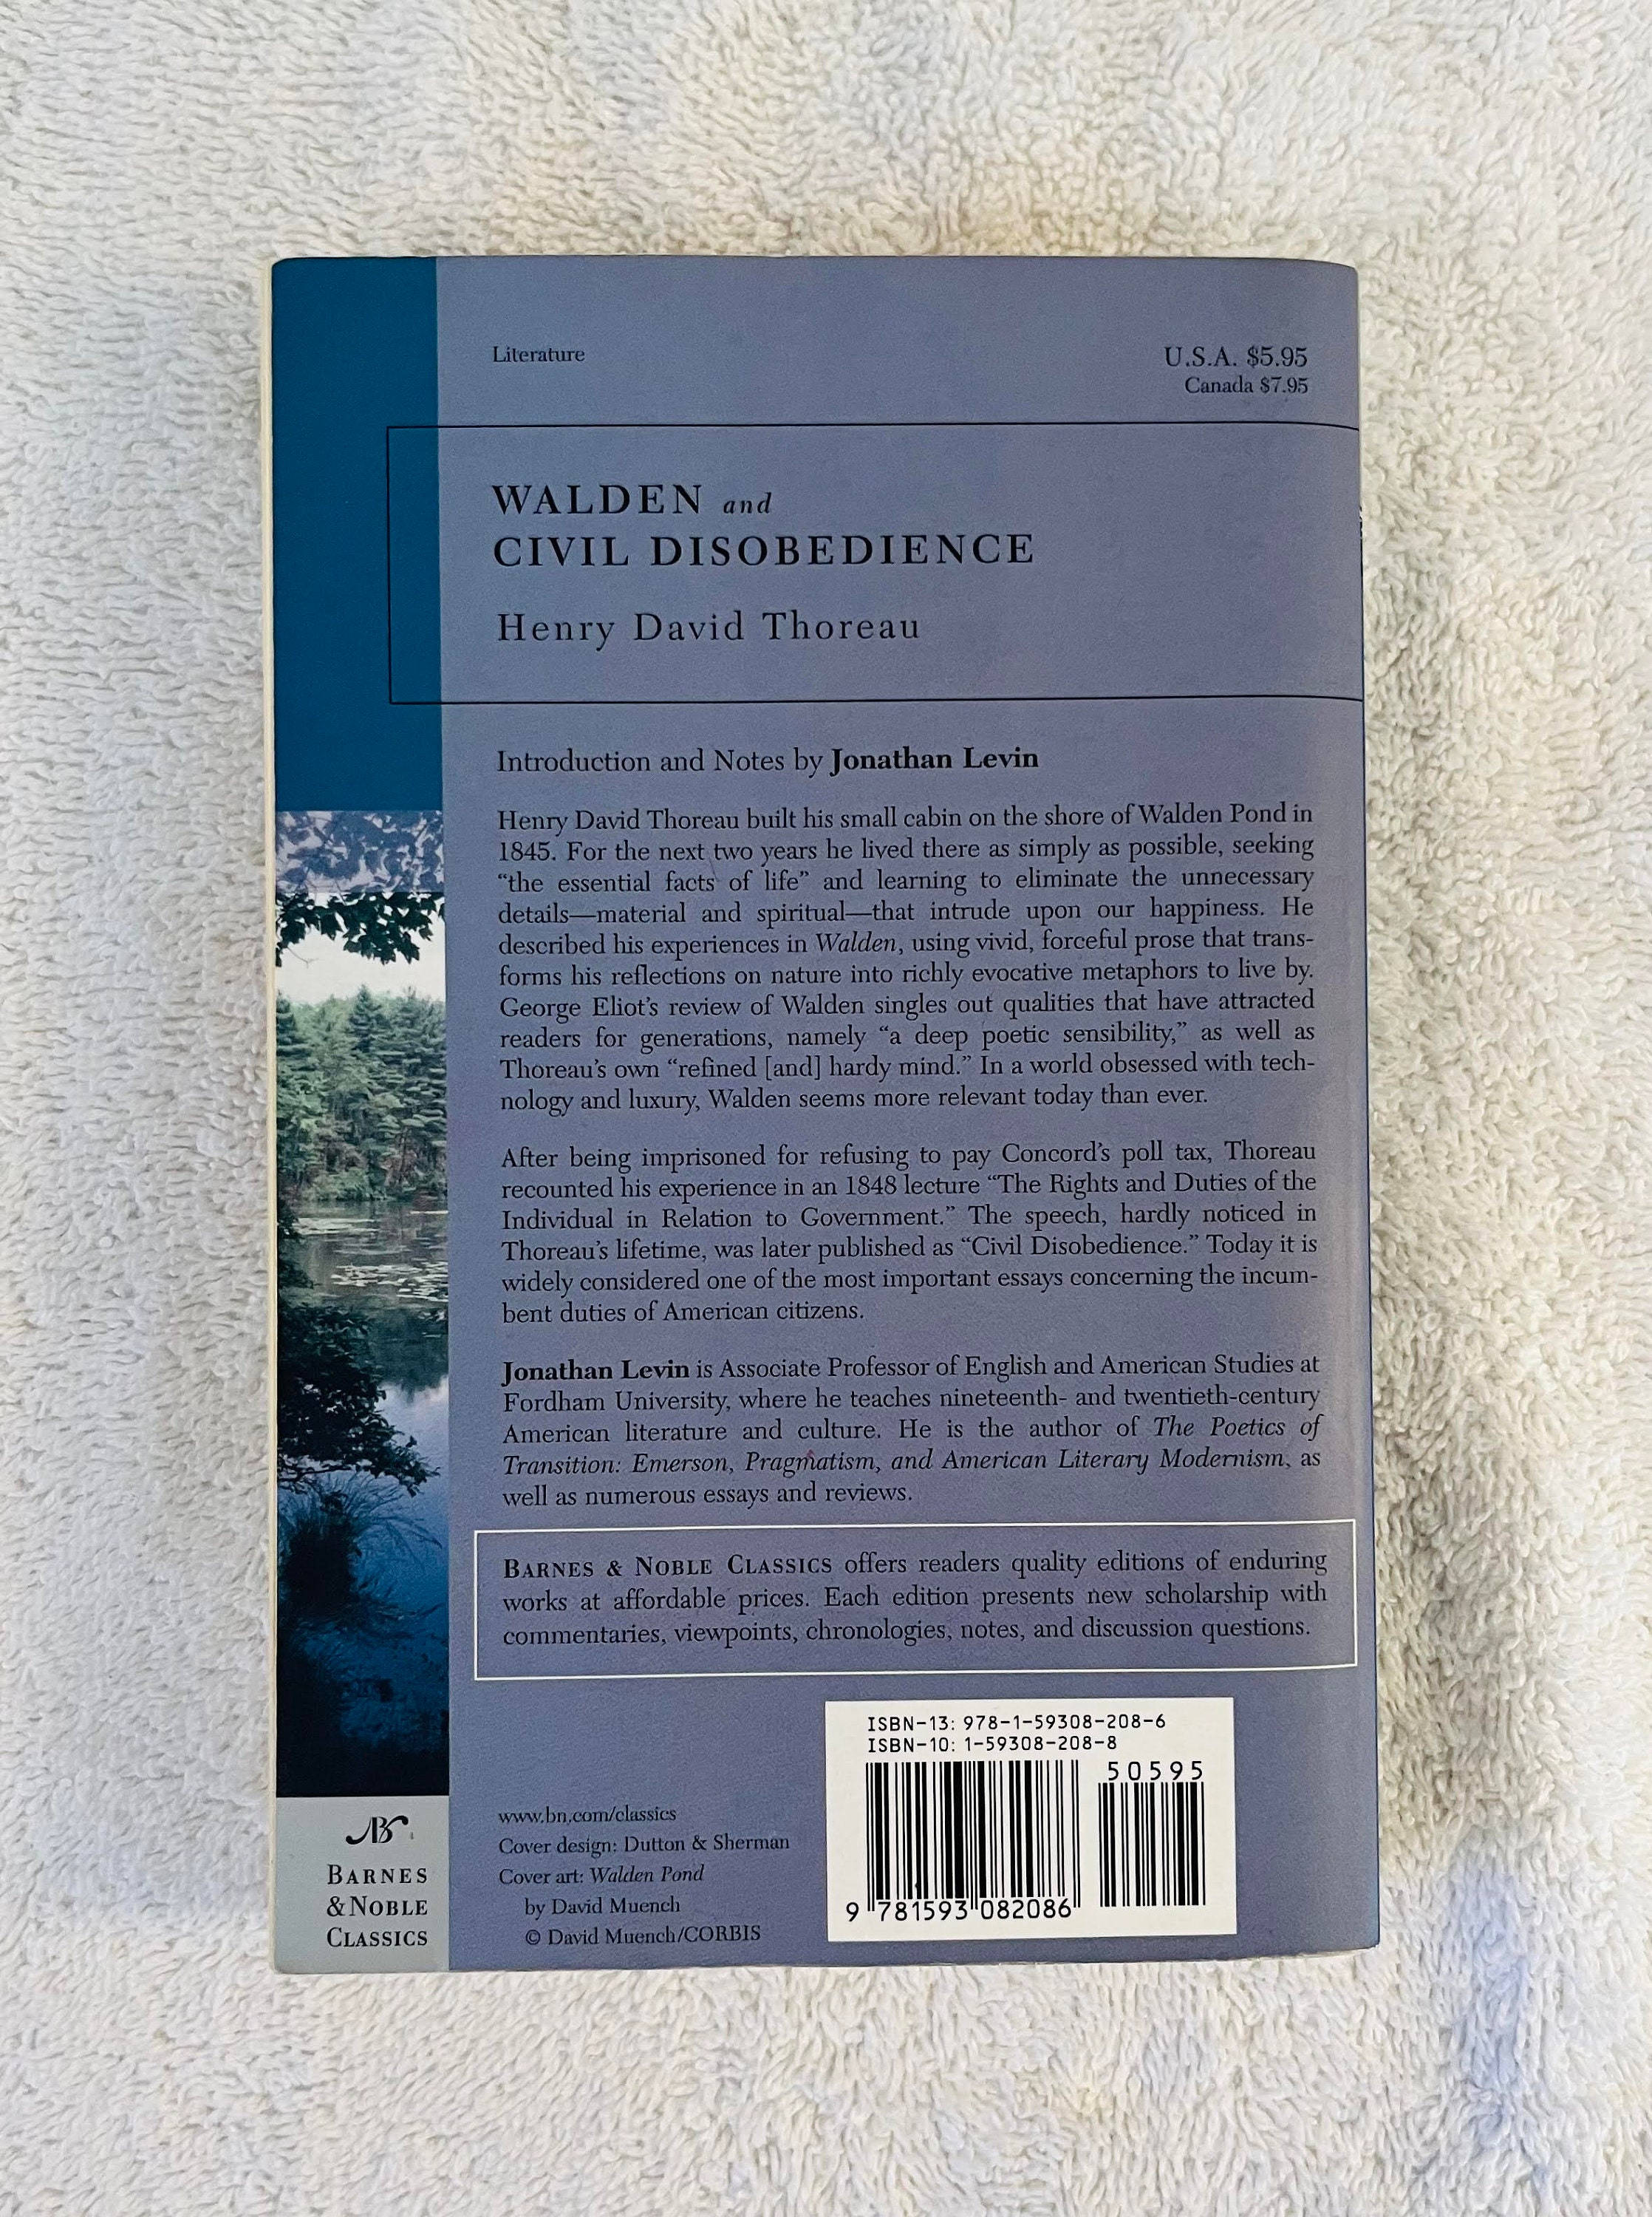 Literature
U.S.A. $5.95
Canada $7.95
WALDEN and
CIVIL DISOBEDIENCE
Henry David Thoreau
Introduction and Notes by Jonathan Levin
Henry David Thoreau built his small cabin on the shore of Walden Pond in
1845. For the next two years he lived there as simply as possible, seeking
“the essential facts of life” and learning to eliminate the unnecessary
details—material and spiritual—that intrude upon our happiness. He
described his experiences in Walden, using vivid, forceful prose that trans-
forms his reflections on nature into richly evocative metaphors to live by.
George Eliot’s review of Walden singles out qualities that have attracted
readers for generations, namely “a deep poetic sensibility,” as well as
Thoreau’s own “refined [and] hardy mind.” In a world obsessed with tech-
nology and luxury, Walden seems more relevant today than ever.
After being imprisoned for refusing to pay Concord’s poll tax, Thoreau
recounted his experience in an 1848 lecture “The Rights and Duties of the
Individual in Relation to Government.” The speech, hardly noticed in
Thoreau’s lifetime, was later published as “Civil Disobedience.” Today it is
widely considered one of the most important essays concerning the incum-
bent duties of American citizens.
Jonathan Levin is Associate Professor of English and American Studies at
Fordham University, where he teaches nineteenth- and twentieth-century
American literature and culture. He is the author of The Poetics of
Transition: Emerson, Pragmatism, and American Literary Modernism, as
well as numerous essays and reviews.
BARNES & NOBLE CLASSICS offers readers quality editions of enduring
works at affordable prices. Each edition presents new scholarship with
commentaries, viewpoints, chronologies, notes, and discussion questions.
ISBN-13: 978-1-59308-208-6
ISBN-10: 1-59308-208-8
50595
9 781593 082086
www.bn.com/classics
Cover design: Dutton & Sherman
Cover art: Walden Pond
by David Muench
© David Muench/CORBIS
BN
BARNES
&NOBLE
CLASSICS